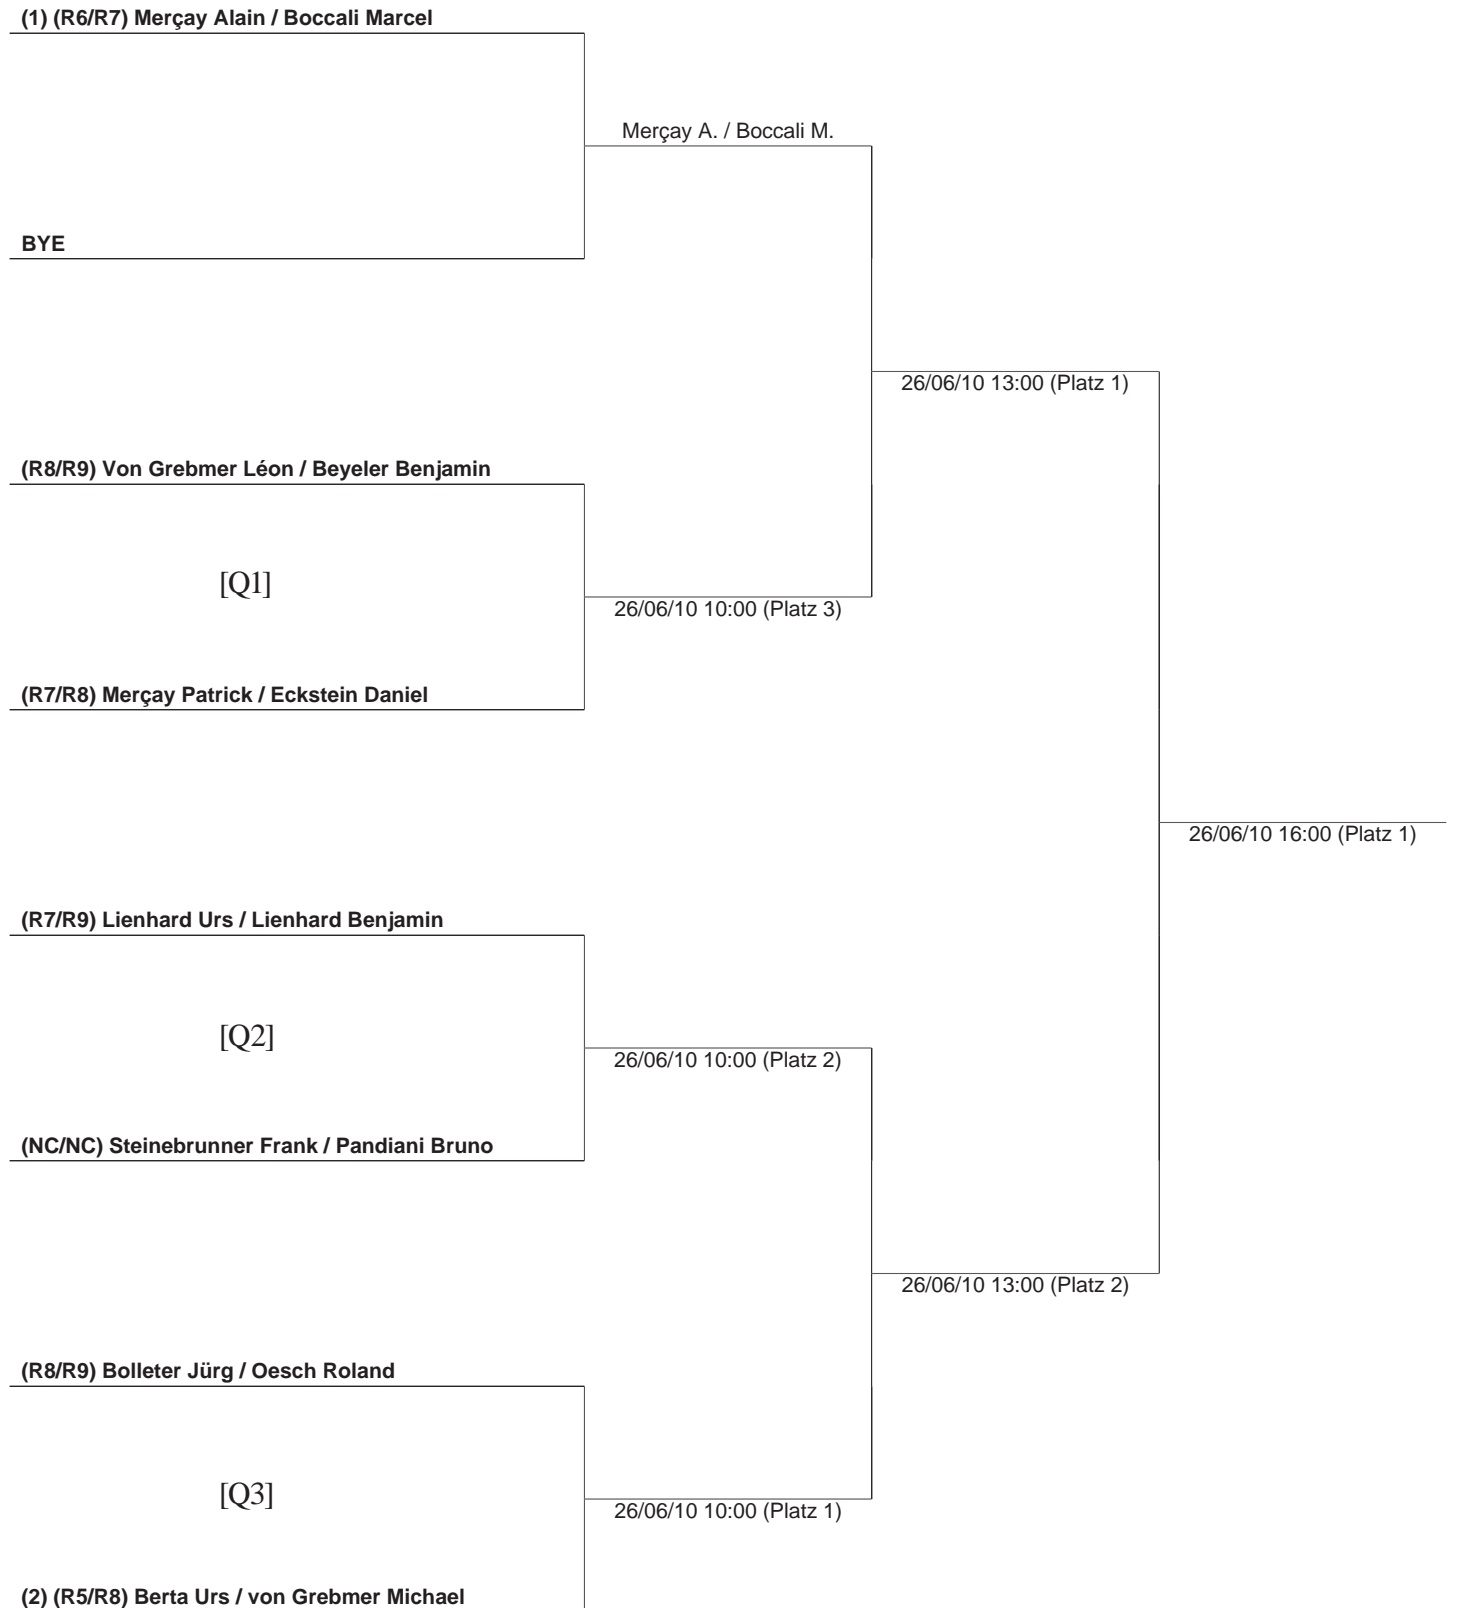 (1) (R6/R7) Merçay Alain / Boccali Marcel
Merçay A. / Boccali M.
BYE
26/06/10 13:00 (Platz 1)
(R8/R9) Von Grebmer Léon / Beyeler Benjamin
[Q1]
26/06/10 10:00 (Platz 3)
(R7/R8) Merçay Patrick / Eckstein Daniel
26/06/10 16:00 (Platz 1)
(R7/R9) Lienhard Urs / Lienhard Benjamin
[Q2]
26/06/10 10:00 (Platz 2)
(NC/NC) Steinebrunner Frank / Pandiani Bruno
26/06/10 13:00 (Platz 2)
(R8/R9) Bolleter Jürg / Oesch Roland
[Q3]
26/06/10 10:00 (Platz 1)
(2) (R5/R8) Berta Urs / von Grebmer Michael